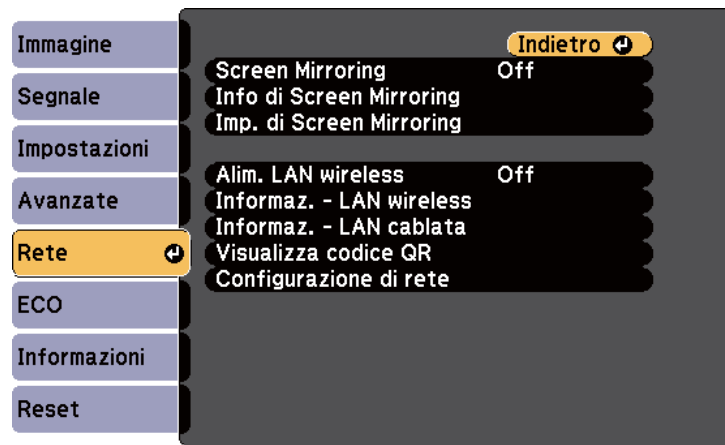 Immagine
Segnale
Impostazioni
Avanzate
Rete
ECO
Informazioni
Reset
Indietro
Screen Mirroring Off
Info di Screen Mirroring
Imp. di Screen Mirroring
Alim. LAN wireless Off
Informaz. - LAN wireless
Informaz. - LAN cablata
Visualizza codice QR
Configurazione di rete